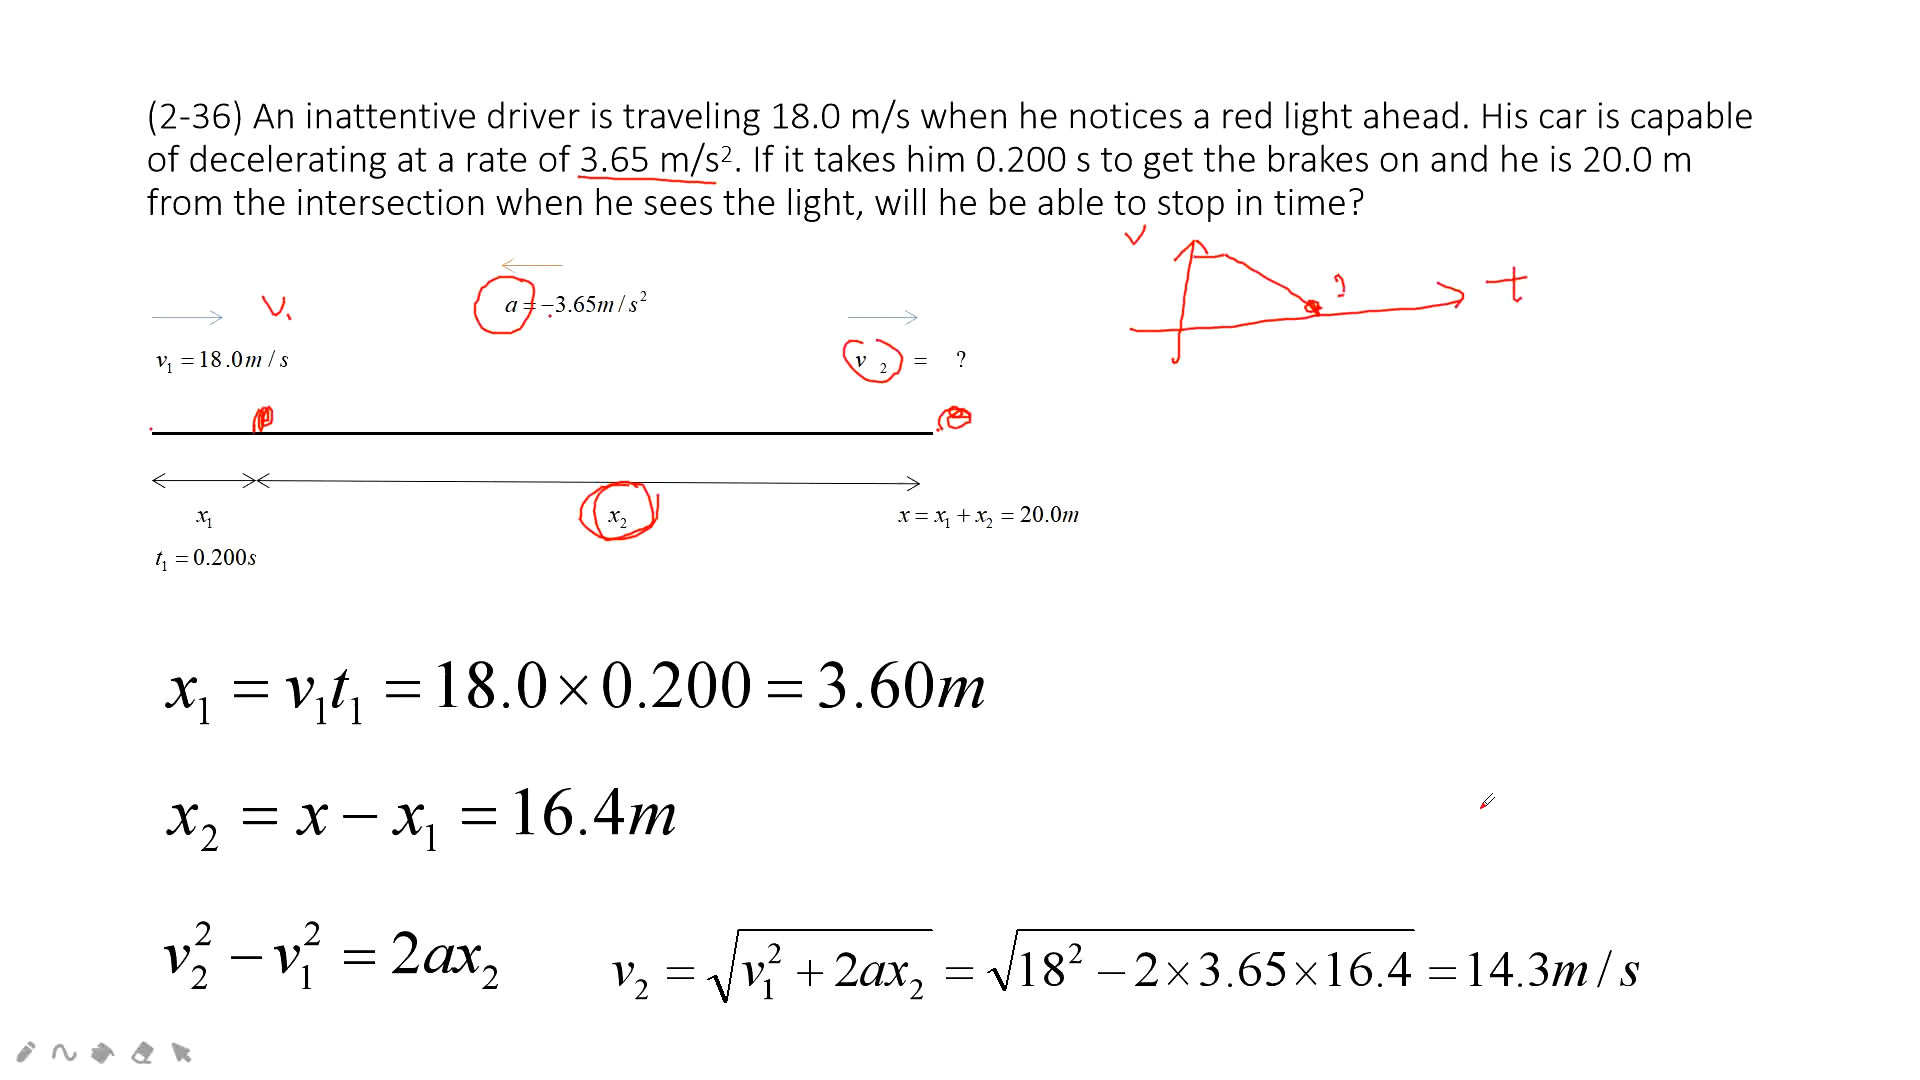 (2-36) An inattentive driver is traveling 18.0 m/s when he notices a red light ahead. His car is capable
of decelerating at a rate of 3.65 m/s². If it takes him 0.200 s to get the brakes on and he is 20.0 m
from the intersection when he sees the light, will he be able to stop in time?
v
v₁
a = −3.65m / s²
?
t
v₁ = 18.0m / s
v ₂ = ?
x₁
x₂
x = x₁ + x₂ = 20.0m
t₁ = 0.200s
x₁ = v₁t₁ = 18.0 × 0.200 = 3.60m
x₂ = x − x₁ = 16.4m
v₂² − v₁² = 2ax₂
v₂ = √(v₁² + 2ax₂) = √(18² − 2 × 3.65 × 16.4) = 14.3m / s